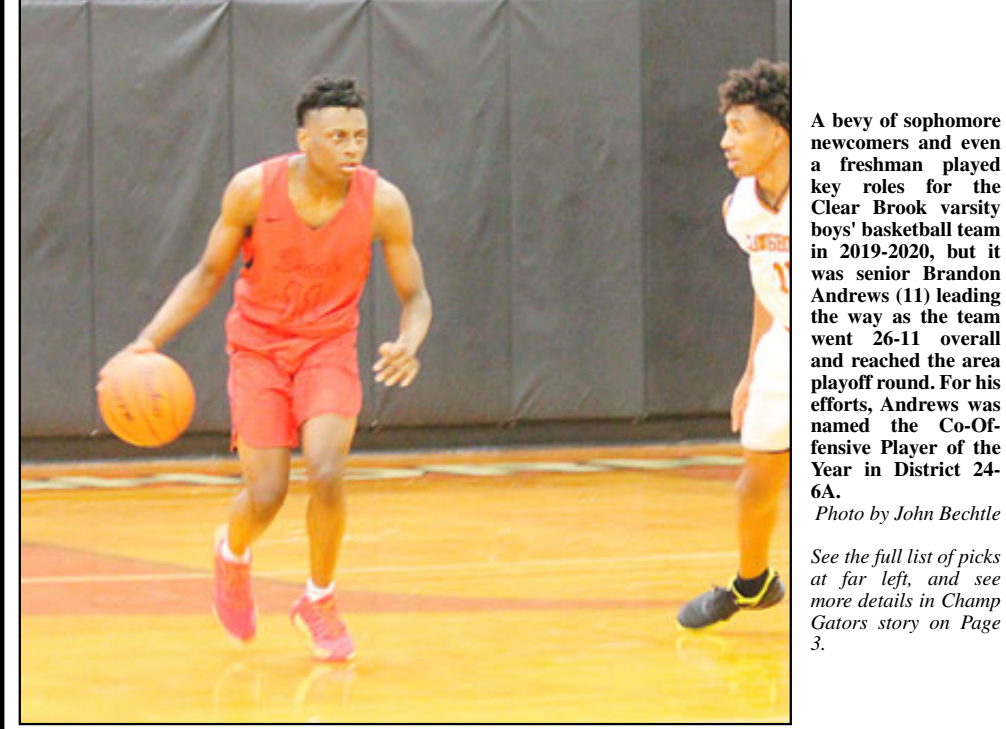 A bevy of sophomore
newcomers and even
a freshman played
key roles for the
Clear Brook varsity
boys' basketball team
in 2019-2020, but it
was senior Brandon
Andrews (11) leading
the way as the team
went 26-11 overall
and reached the area
playoff round. For his
efforts, Andrews was
named the Co-Of-
fensive Player of the
Year in District 24-
6A.
Photo by John Bechtle
See the full list of picks
at far left, and see
more details in Champ
Gators story on Page
3.
Brook
11